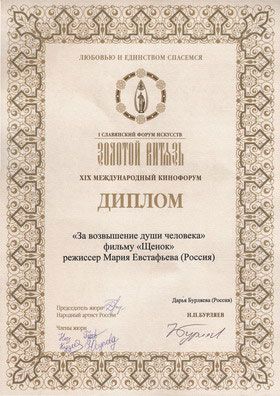 ЛЮБОВЬЮ И ЕДИНСТВОМ СПАСЕМСЯ
I СЛАВЯНСКИЙ ФОРУМ ИСКУССТВ
ЗОЛОТОЙ ВИТЯЗЬ
XIX МЕЖДУНАРОДНЫЙ КИНОФОРУМ
ДИПЛОМ
«За возвышение души человека»
фильму «Щенок»
режиссер Мария Евстафьева (Россия)
Дарья Бурляева (Россия)
Председатель жюри
Народный артист России
Н.П.БУРЛЯЕВ
Члены жюри